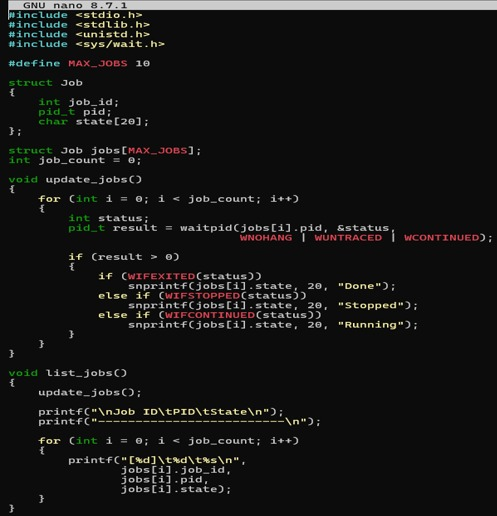 GNU nano 8.7.1
#include <stdio.h>
#include <stdlib.h>
#include <unistd.h>
#include <sys/wait.h>

#define MAX_JOBS 10

struct Job
{
    int job_id;
    pid_t pid;
    char state[20];
};

struct Job jobs[MAX_JOBS];
int job_count = 0;

void update_jobs()
{
    for (int i = 0; i < job_count; i++)
    {
        int status;
        pid_t result = waitpid(jobs[i].pid, &status,
                               WNOHANG | WUNTRACED | WCONTINUED);

        if (result > 0)
        {
            if (WIFEXITED(status))
                snprintf(jobs[i].state, 20, "Done");
            else if (WIFSTOPPED(status))
                snprintf(jobs[i].state, 20, "Stopped");
            else if (WIFCONTINUED(status))
                snprintf(jobs[i].state, 20, "Running");
        }
    }
}

void list_jobs()
{
    update_jobs();

    printf("\nJob ID\tPID\tState\n");
    printf("-------------------------\n");

    for (int i = 0; i < job_count; i++)
    {
        printf("[%d]\t%d\t%s\n",
               jobs[i].job_id,
               jobs[i].pid,
               jobs[i].state);
    }
}